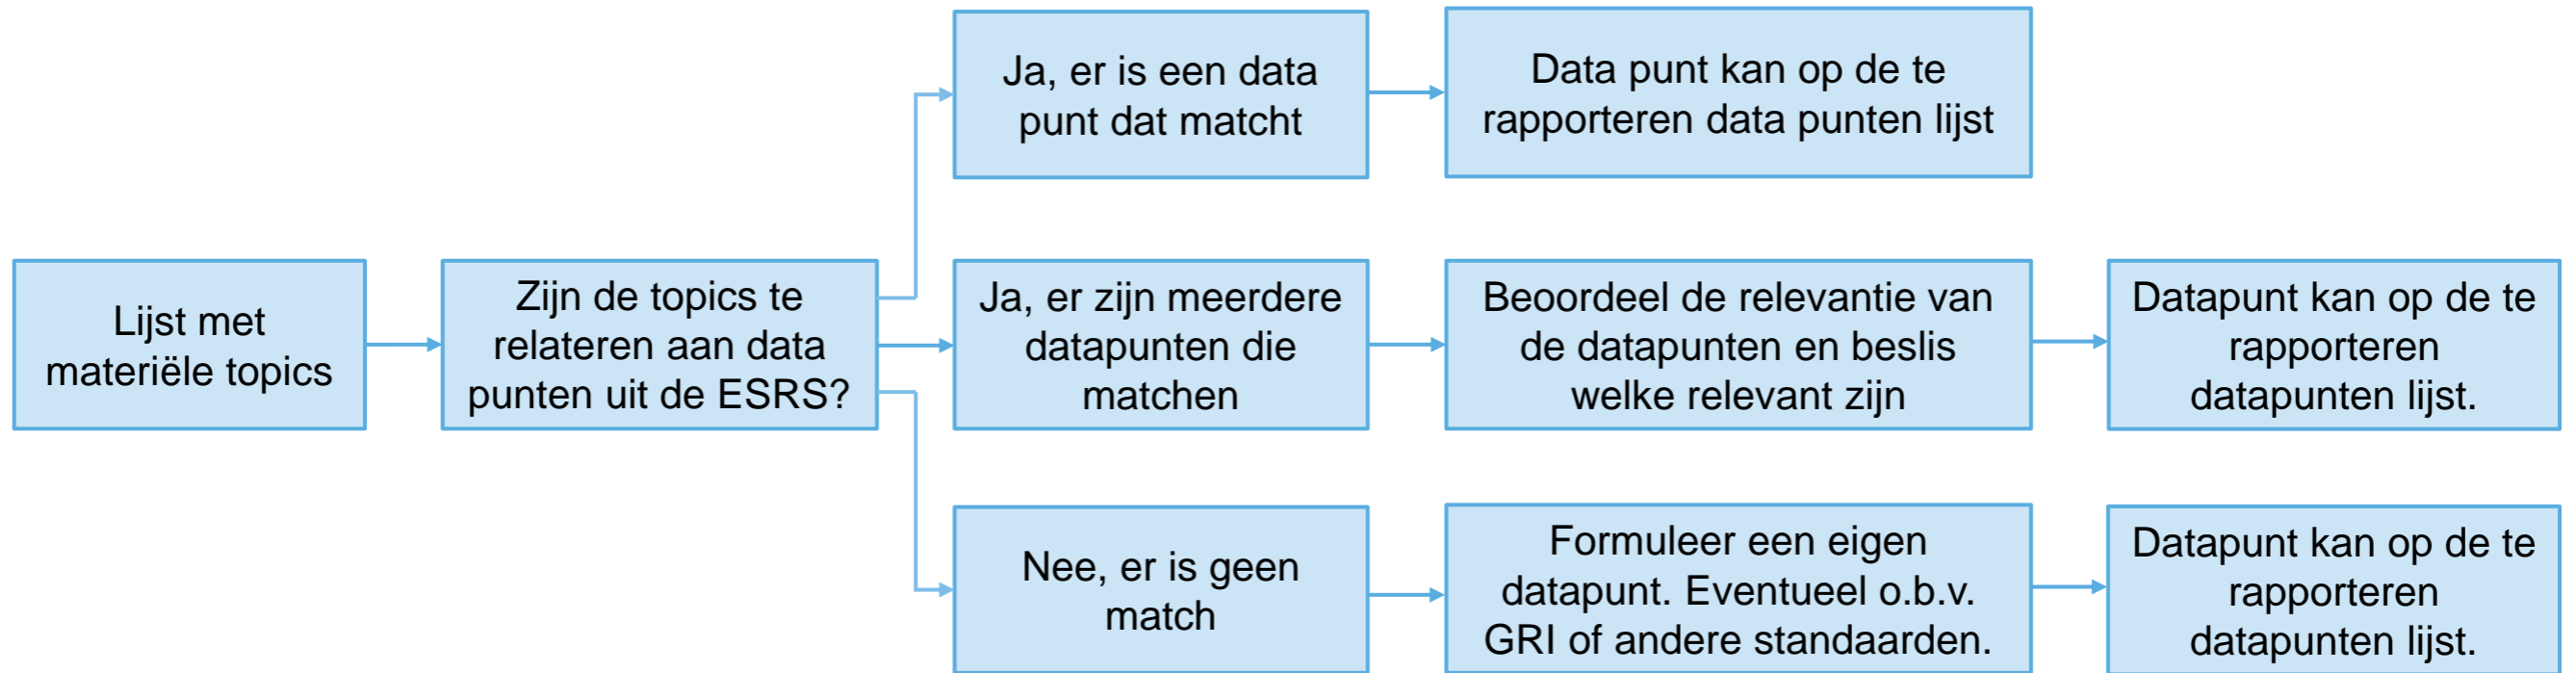 Lijst met
materiële topics
Zijn de topics te
relateren aan data
punten uit de ESRS?
Ja, er is een data
punt dat matcht
Data punt kan op de te
rapporteren data punten lijst
Ja, er zijn meerdere
datapunten die
matchen
Beoordeel de relevantie van
de datapunten en beslis
welke relevant zijn
Datapunt kan op de te
rapporteren
datapunten lijst.
Nee, er is geen
match
Formuleer een eigen
datapunt. Eventueel o.b.v.
GRI of andere standaarden.
Datapunt kan op de te
rapporteren
datapunten lijst.